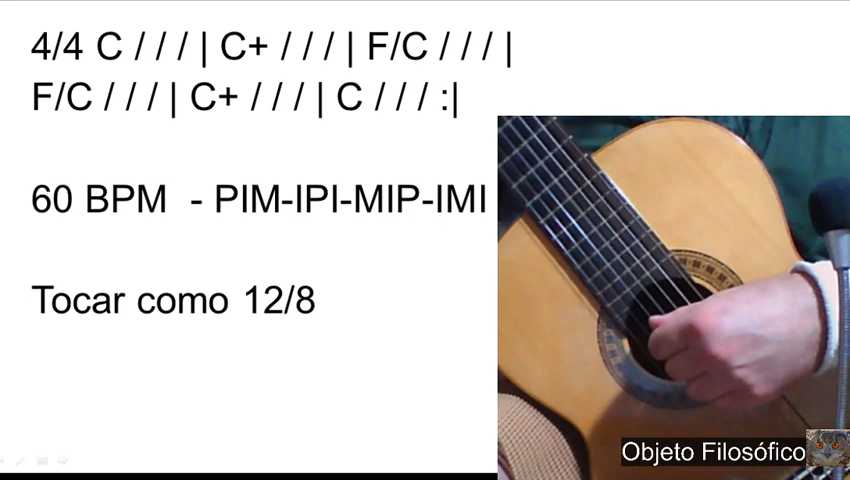 4/4 C / / / | C+ / / / | F/C / / / |
F/C / / / | C+ / / / | C / / / :|
60 BPM - PIM-IPI-MIP-IMI
Tocar como 12/8
Objeto Filosófico